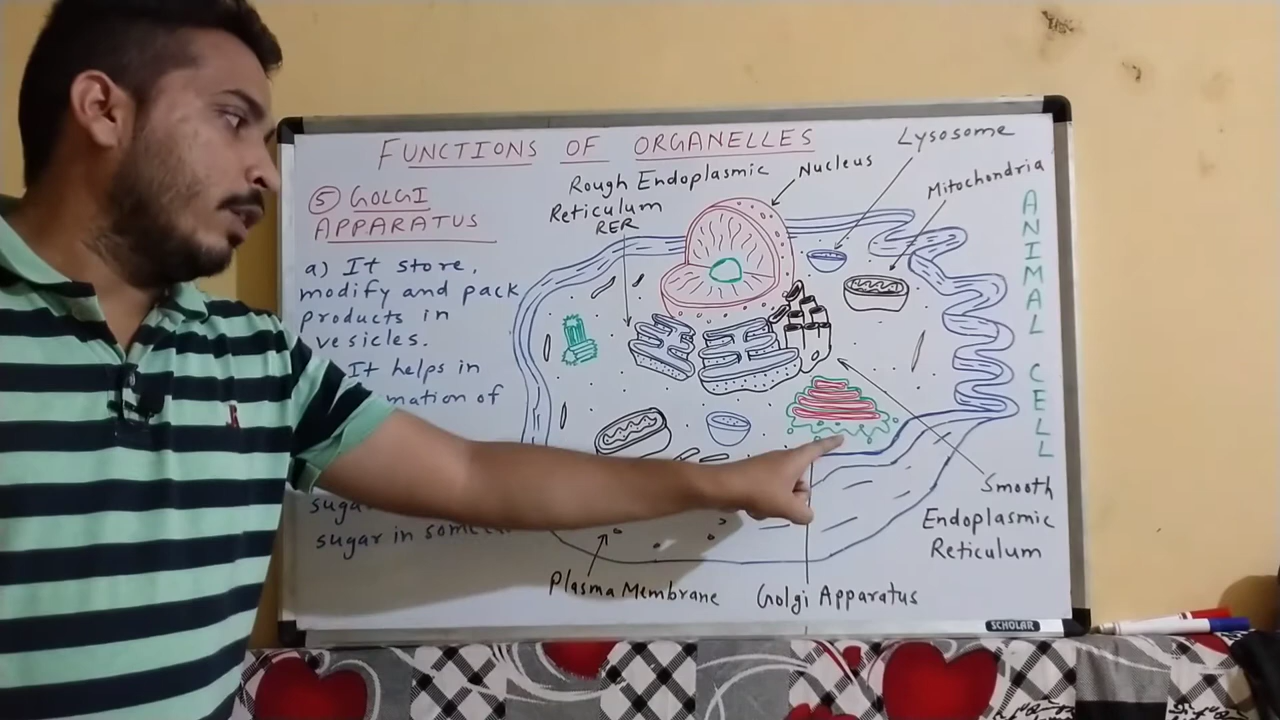 FUNCTIONS OF ORGANELLES
⑤ GOLGI
APPARATUS
a) It store,
modify and pack
products in
vesicles.
It helps in
mation of
sugar in some
Rough Endoplasmic
Reticulum
RER
Nucleus
Lysosome
Mitochondria
ANIMAL CELL
Smooth
Endoplasmic
Reticulum
Plasma Membrane
Golgi Apparatus
SCHOLAR